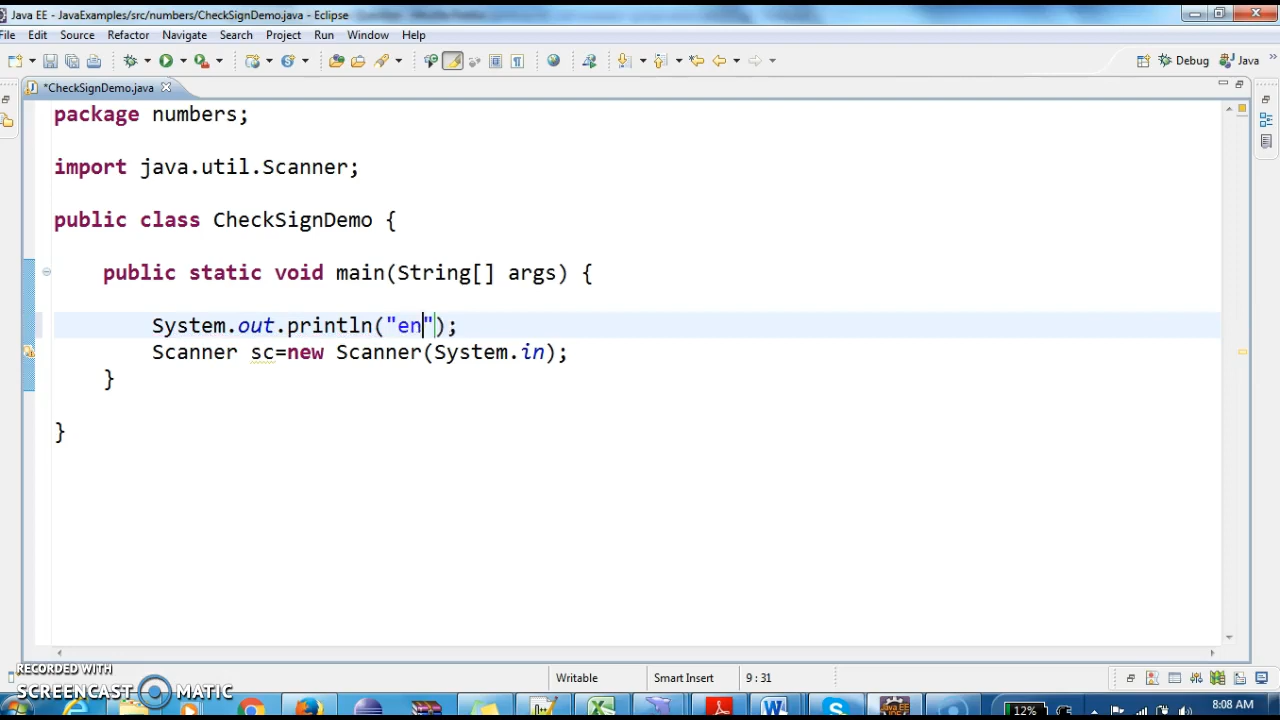 Java EE - JavaExamples/src/numbers/CheckSignDemo.java - Eclipse
File Edit Source Refactor Navigate Search Project Run Window Help
Debug Java
*CheckSignDemo.java
package numbers;
import java.util.Scanner;
public class CheckSignDemo {
public static void main(String[] args) {
System.out.println("en");
Scanner sc=new Scanner(System.in);
}
}
Writable Smart Insert 9 : 31
RECORDED WITH
SCREENCAST MATIC
12% 8:08 AM